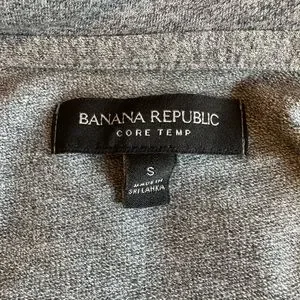 BANANA REPUBLIC
CORE TEMP
S
MADE IN
SRI LANKA